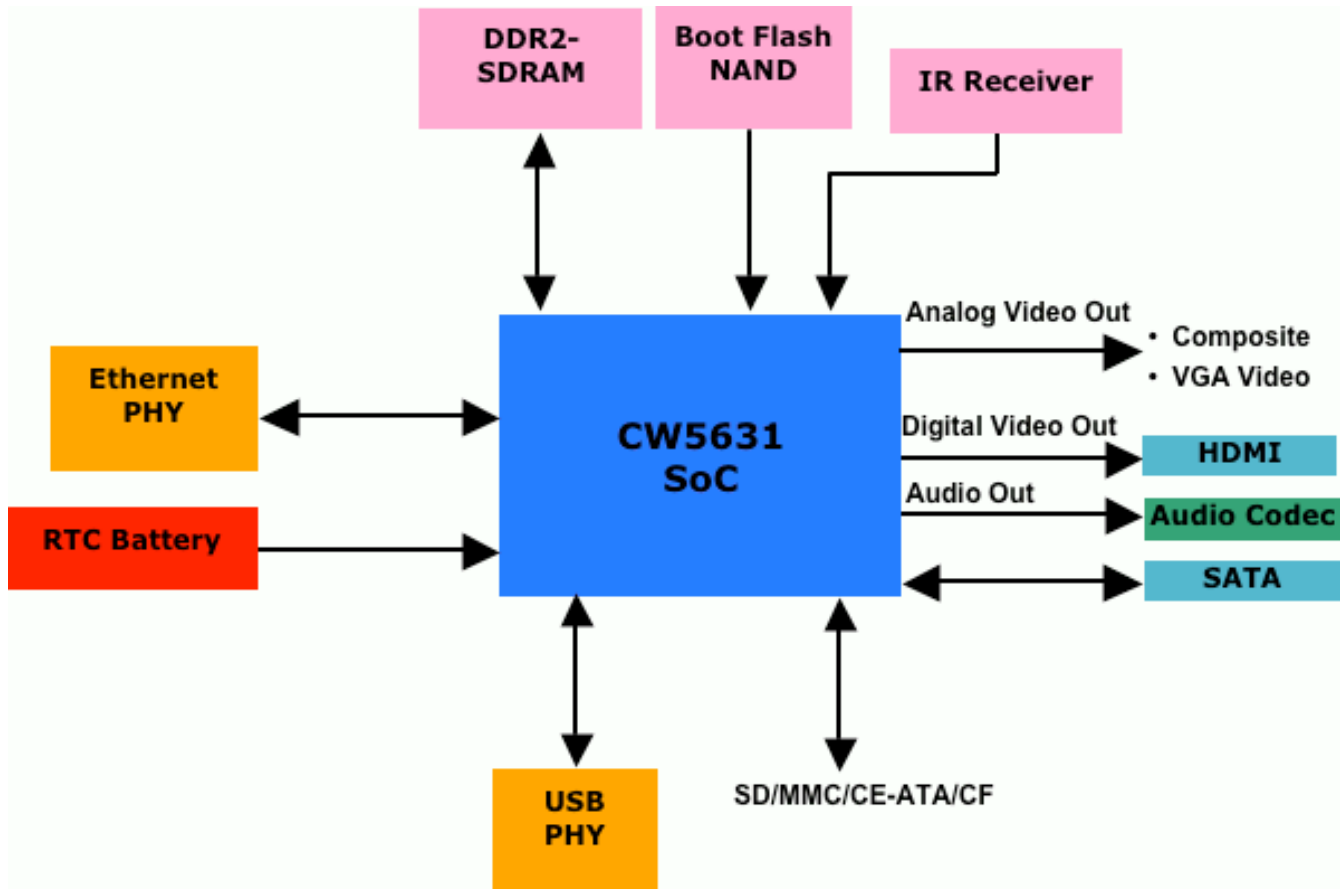 DDR2-
SDRAM
Boot Flash
NAND
IR Receiver
Analog Video Out
• Composite
• VGA Video
Ethernet
PHY
CW5631
SoC
Digital Video Out
HDMI
Audio Out
Audio Codec
RTC Battery
SATA
USB
PHY
SD/MMC/CE-ATA/CF